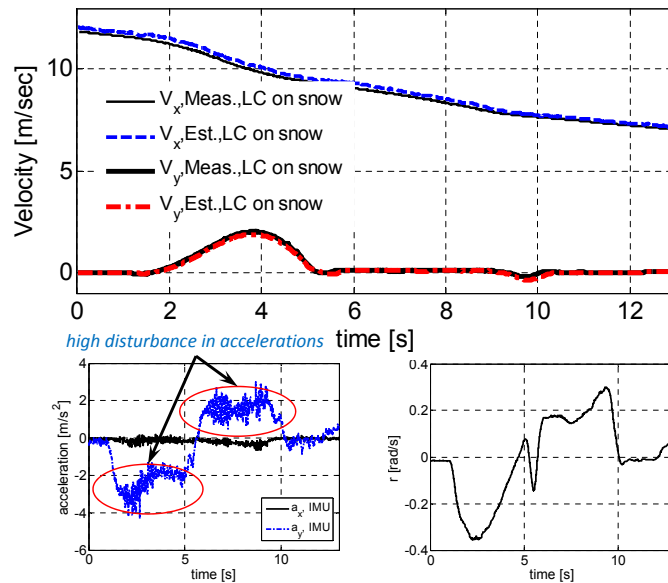 10
5
0
Velocity [m/sec]
V_x,Meas.,LC on snow
V_x,Est.,LC on snow
V_y,Meas.,LC on snow
V_y,Est.,LC on snow
0 2 4 6 8 10 12
time [s]
high disturbance in accelerations
4
2
0
-2
-4
-6
acceleration [m/s²]
a_x, IMU
a_y, IMU
0 5 10
time [s]
0.4
0.2
0
-0.2
-0.4
r [rad/s]
0 5 10
time [s]